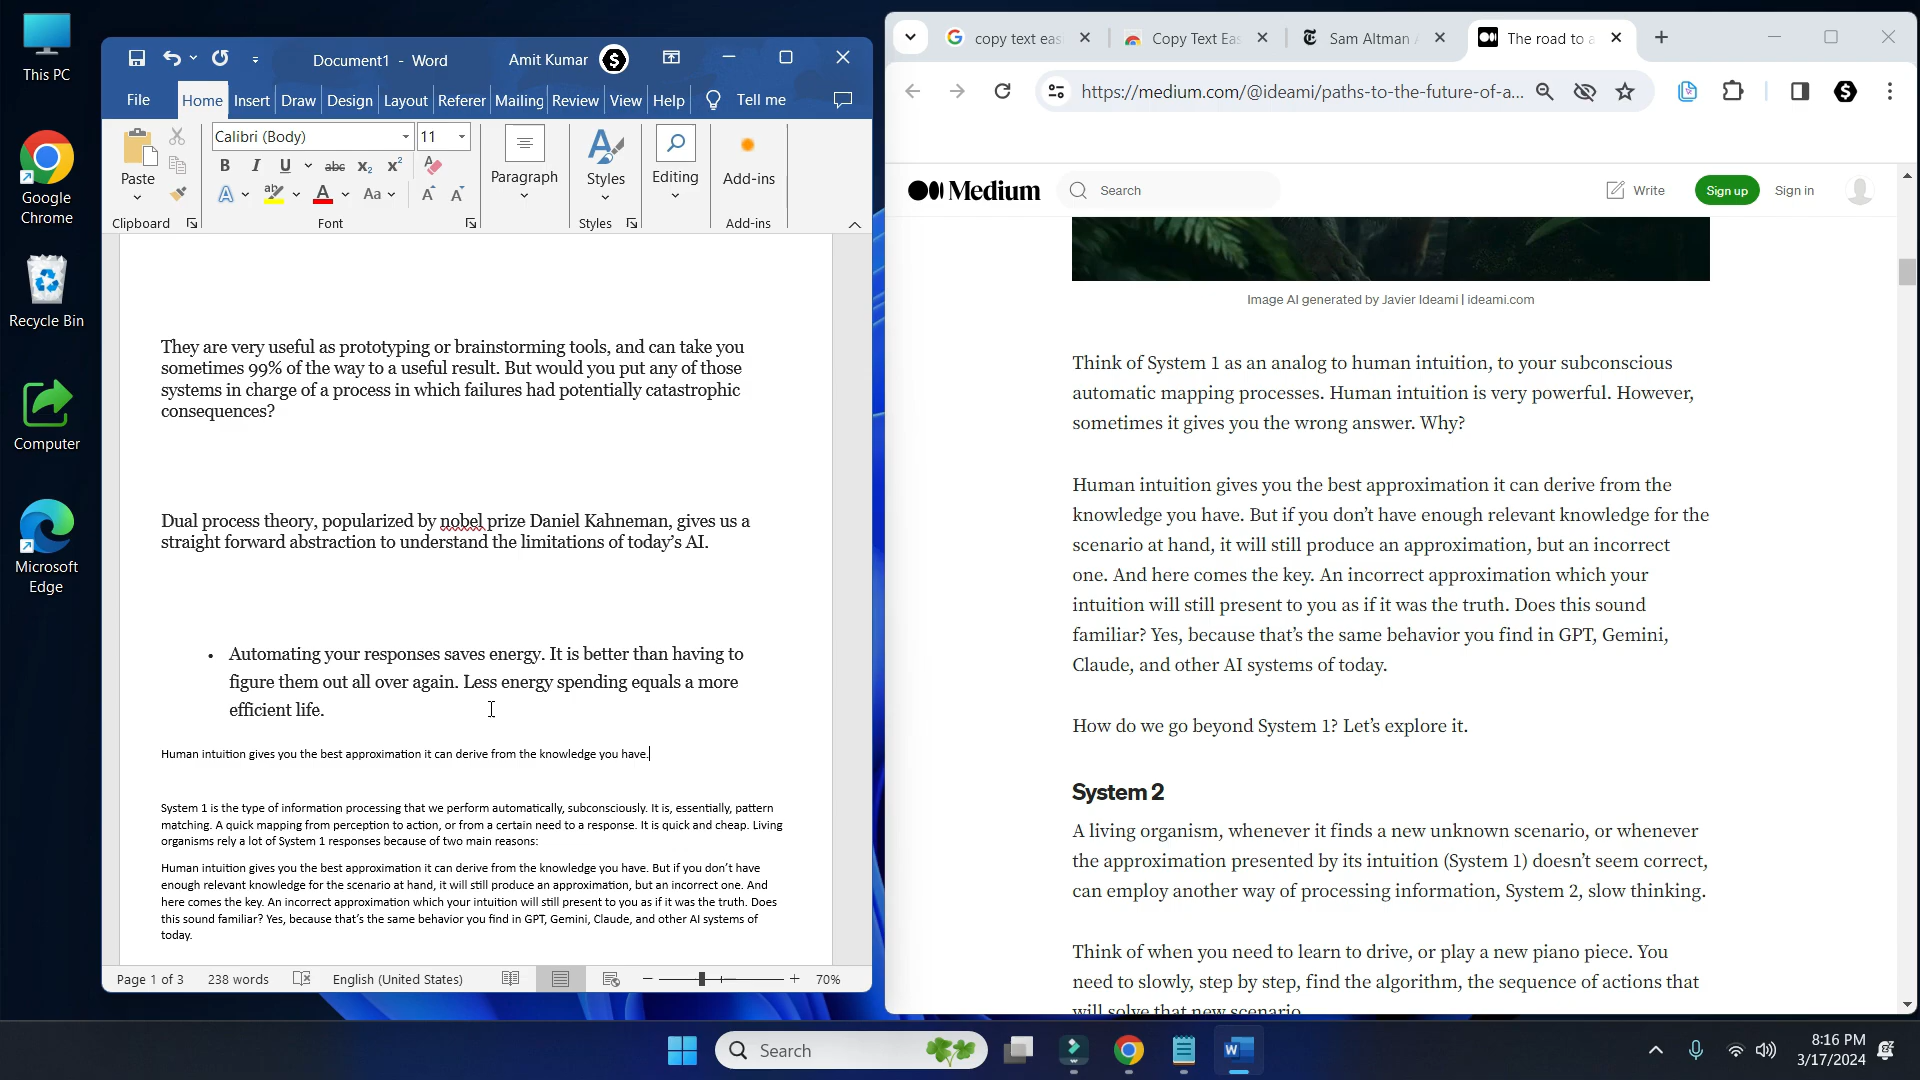 This PC
Google
Chrome
Recycle Bin
Computer
Microsoft
Edge
Document1 - Word
Amit Kumar
File Home Insert Draw Design Layout Referer Mailing Review View Help Tell me
Paste
Clipboard
Calibri (Body) 11
B I U abc X₂ X²
A ab A Aa A A
Font
Paragraph
Styles
Styles
Editing
Add-ins
Add-ins
They are very useful as prototyping or brainstorming tools, and can take you
sometimes 99% of the way to a useful result. But would you put any of those
systems in charge of a process in which failures had potentially catastrophic
consequences?
Dual process theory, popularized by nobel prize Daniel Kahneman, gives us a
straight forward abstraction to understand the limitations of today’s AI.
• Automating your responses saves energy. It is better than having to
figure them out all over again. Less energy spending equals a more
efficient life.
Human intuition gives you the best approximation it can derive from the knowledge you have.
System 1 is the type of information processing that we perform automatically, subconsciously. It is, essentially, pattern
matching. A quick mapping from perception to action, or from a certain need to a response. It is quick and cheap. Living
organisms rely a lot of System 1 responses because of two main reasons:
Human intuition gives you the best approximation it can derive from the knowledge you have. But if you don’t have
enough relevant knowledge for the scenario at hand, it will still produce an approximation, but an incorrect one. And
here comes the key. An incorrect approximation which your intuition will still present to you as if it was the truth. Does
this sound familiar? Yes, because that’s the same behavior you find in GPT, Gemini, Claude, and other AI systems of
today.
Page 1 of 3 238 words English (United States) 70%
copy text eas
Copy Text Eas
Sam Altman
The road to a
https://medium.com/@ideami/paths-to-the-future-of-a...
Medium
Search
Write
Sign up
Sign in
Image AI generated by Javier Ideami | ideami.com
Think of System 1 as an analog to human intuition, to your subconscious
automatic mapping processes. Human intuition is very powerful. However,
sometimes it gives you the wrong answer. Why?
Human intuition gives you the best approximation it can derive from the
knowledge you have. But if you don’t have enough relevant knowledge for the
scenario at hand, it will still produce an approximation, but an incorrect
one. And here comes the key. An incorrect approximation which your
intuition will still present to you as if it was the truth. Does this sound
familiar? Yes, because that’s the same behavior you find in GPT, Gemini,
Claude, and other AI systems of today.
How do we go beyond System 1? Let’s explore it.
System 2
A living organism, whenever it finds a new unknown scenario, or whenever
the approximation presented by its intuition (System 1) doesn’t seem correct,
can employ another way of processing information, System 2, slow thinking.
Think of when you need to learn to drive, or play a new piano piece. You
need to slowly, step by step, find the algorithm, the sequence of actions that
will solve that new scenario.
Search
8:16 PM
3/17/2024